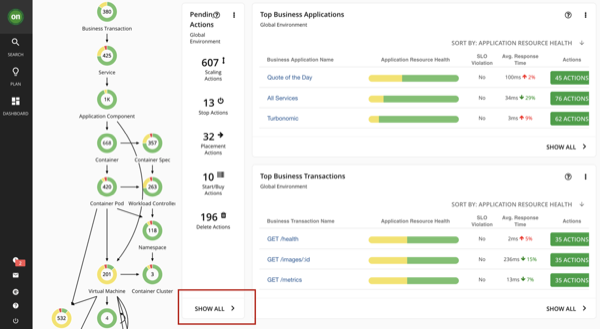 on
SEARCH
PLAN
DASHBOARD
2
380
Business Transaction
425
Service
1K
Application Component
668
357
Container
Container Spec
420
263
Container Pod
Workload Controller
118
Namespace
201
3
Virtual Machine
Container Cluster
532
4
Pending
Actions
Global
Environment
607
Scaling
Actions
13
Stop Actions
32
Placement
Actions
10
Start/Buy
Actions
196
Delete Actions
SHOW ALL
Top Business Applications
Global Environment
SORT BY: APPLICATION RESOURCE HEALTH
Business Application Name
Application Resource Health
SLO Violation
Avg. Response Time
Actions
Quote of the Day
No
100ms 2%
45 ACTIONS
All Services
No
34ms 29%
76 ACTIONS
Turbonomic
No
3ms 9%
62 ACTIONS
SHOW ALL
Top Business Transactions
Global Environment
SORT BY: APPLICATION RESOURCE HEALTH
Business Transaction Name
Application Resource Health
SLO Violation
Avg. Response Time
Actions
GET /health
No
2ms 5%
35 ACTIONS
GET /images/:id
No
236ms 15%
35 ACTIONS
GET /metrics
No
13ms 7%
35 ACTIONS
SHOW ALL